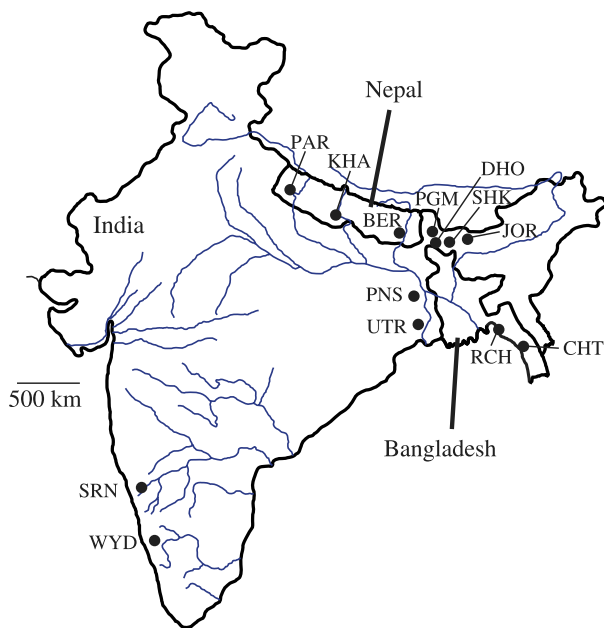 Nepal
PAR
KHA
DHO
PGM
SHK
BER
JOR
India
PNS
UTR
RCH
CHT
500 km
Bangladesh
SRN
WYD